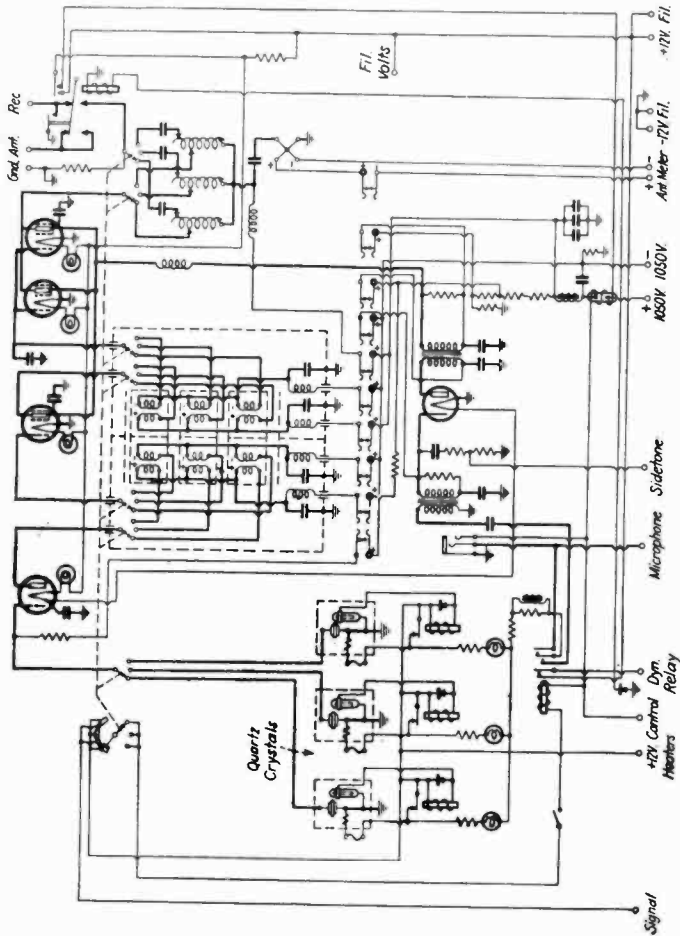 Gnd. Ant.
Rec
Fil.
Volts
+12V. Fil.
-12V Fil.
+ Ant Meter -
+ 1050V. 1050V. -
Sidetone
Microphone
Dyn.
Relay
Control
+12V.
Heaters
Quartz
Crystals
Signal